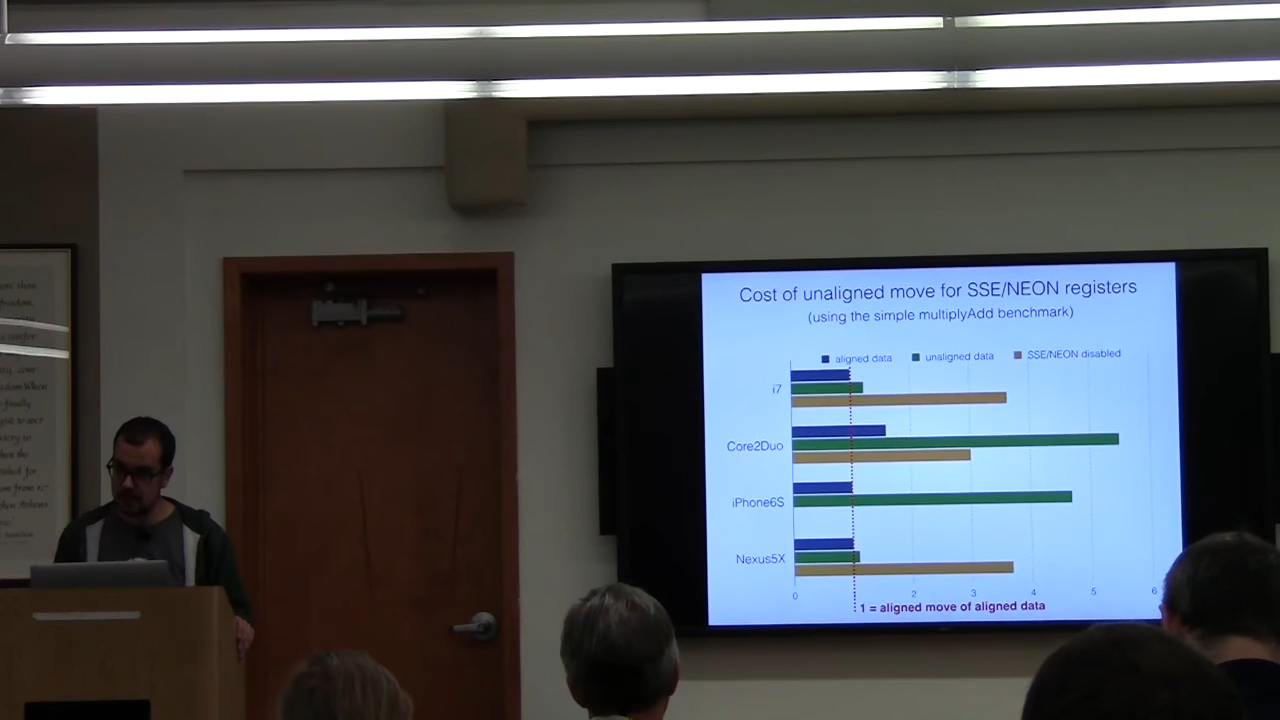 Cost of unaligned move for SSE/NEON registers
(using the simple multiplyAdd benchmark)
aligned data unaligned data SSE/NEON disabled
i7
Core2Duo
iPhone6S
Nexus5X
0 2 3 4 5 6
1 = aligned move of aligned data